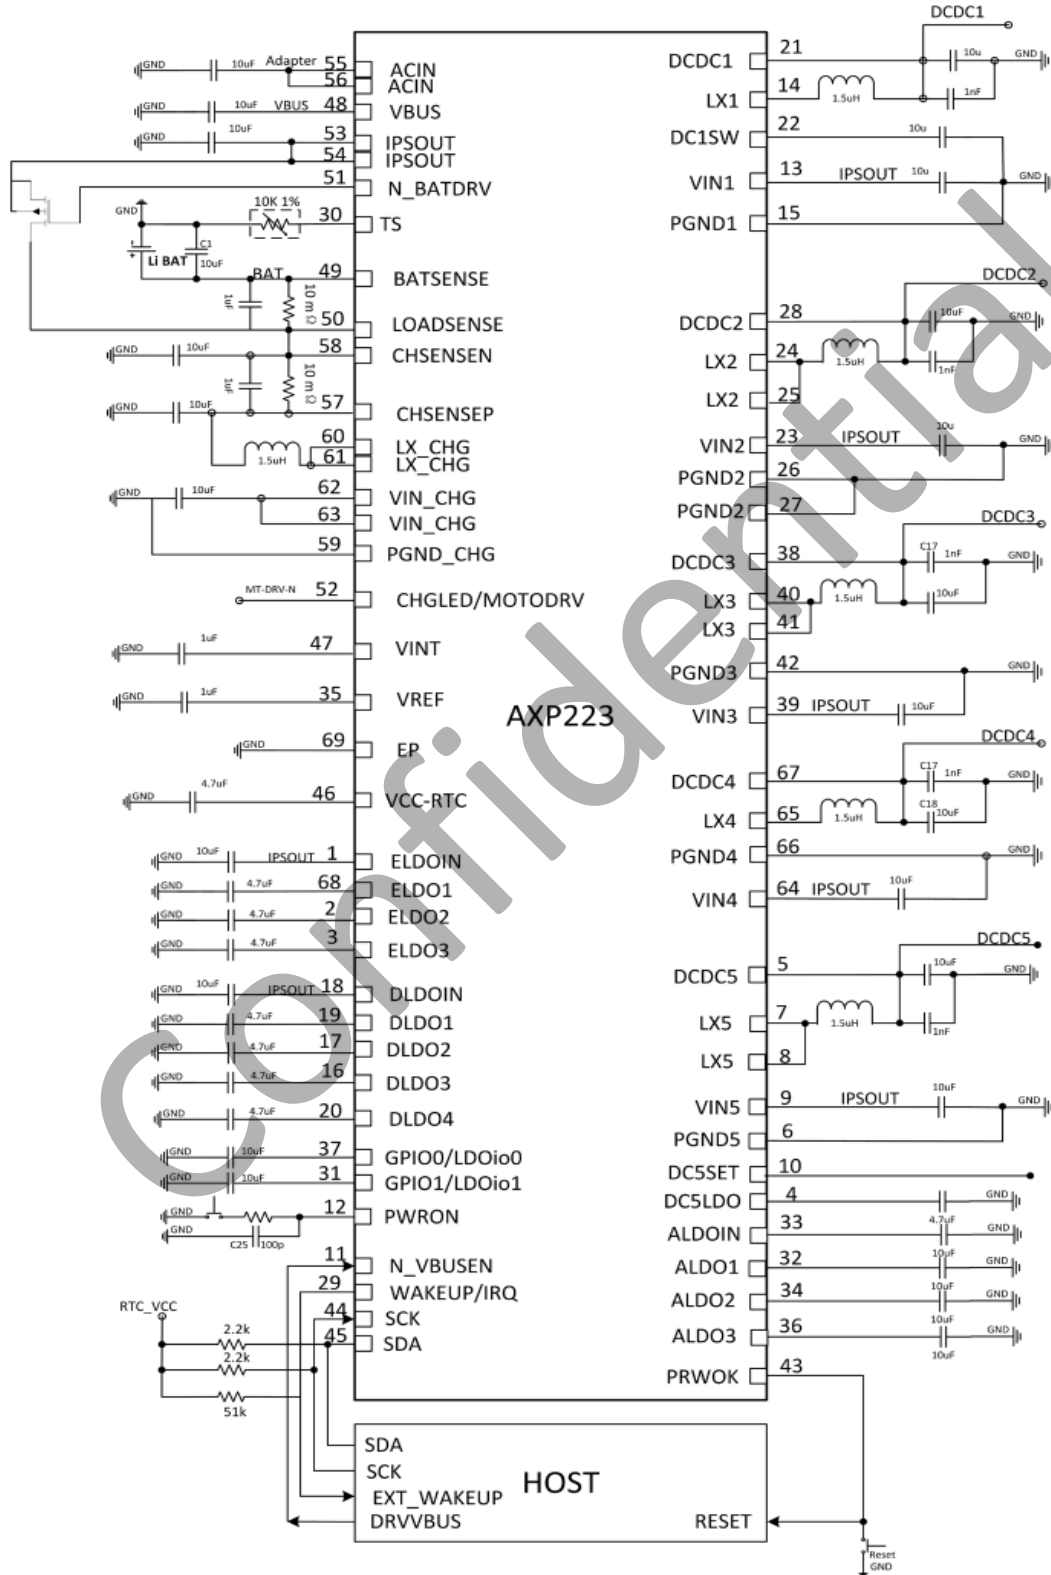 DCDC1
21
DCDC1
10u
GND
14
LX1
1.5uH
1nF
22
DC1SW
10u
13
VIN1
IPSOUT
10u
GND
15
PGND1
DCDC2
28
DCDC2
10uF
GND
24
LX2
1.5uH
1nF
25
LX2
23
VIN2
IPSOUT
10u
GND
26
PGND2
27
PGND2
DCDC3
38
DCDC3
C17
1nF
GND
40
LX3
1.5uH
10uF
41
LX3
42
PGND3
GND
39
VIN3
IPSOUT
10uF
DCDC4
67
DCDC4
C17
1nF
GND
65
LX4
1.5uH
C18
10uF
66
PGND4
GND
64
VIN4
IPSOUT
10uF
DCDC5
5
DCDC5
10uF
GND
7
LX5
1.5uH
1nF
8
LX5
9
VIN5
IPSOUT
10uF
GND
6
PGND5
10
DC5SET
4
DC5LDO
GND
4.7uF
33
ALDOIN
GND
10uF
32
ALDO1
GND
10uF
34
ALDO2
GND
10uF
36
ALDO3
GND
10uF
43
PRWOK
GND
10uF
Adapter
55
ACIN
56
ACIN
GND
10uF
VBUS
48
VBUS
GND
10uF
53
IPSOUT
54
IPSOUT
51
N_BATDRV
GND
10K 1%
30
TS
Li BAT
C1
10uF
BAT
49
BATSENSE
1uF
10 m Ω
50
LOADSENSE
GND
10uF
58
CHSENSEN
1uF
10 m Ω
GND
10uF
57
CHSENSEP
60
LX_CHG
1.5uH
61
LX_CHG
GND
10uF
62
VIN_CHG
63
VIN_CHG
59
PGND_CHG
MT-DRV-N
52
CHGLED/MOTODRV
GND
1uF
47
VINT
GND
1uF
35
VREF
AXP223
GND
69
EP
GND
4.7uF
46
VCC-RTC
GND
10uF
IPSOUT
1
ELDOIN
GND
4.7uF
68
ELDO1
GND
4.7uF
2
ELDO2
GND
4.7uF
3
ELDO3
GND
10uF
IPSOUT
18
DLDOIN
GND
4.7uF
19
DLDO1
GND
4.7uF
17
DLDO2
GND
4.7uF
16
DLDO3
GND
4.7uF
20
DLDO4
GND
10uF
37
GPIO0/LDOio0
GND
10uF
31
GPIO1/LDOio1
GND
12
PWRON
GND
C25
100p
11
N_VBUSEN
29
WAKEUP/IRQ
RTC_VCC
44
SCK
2.2k
45
SDA
2.2k
51k
SDA
SCK
HOST
EXT_WAKEUP
DRVVBUS
RESET
Reset
GND
Confidential